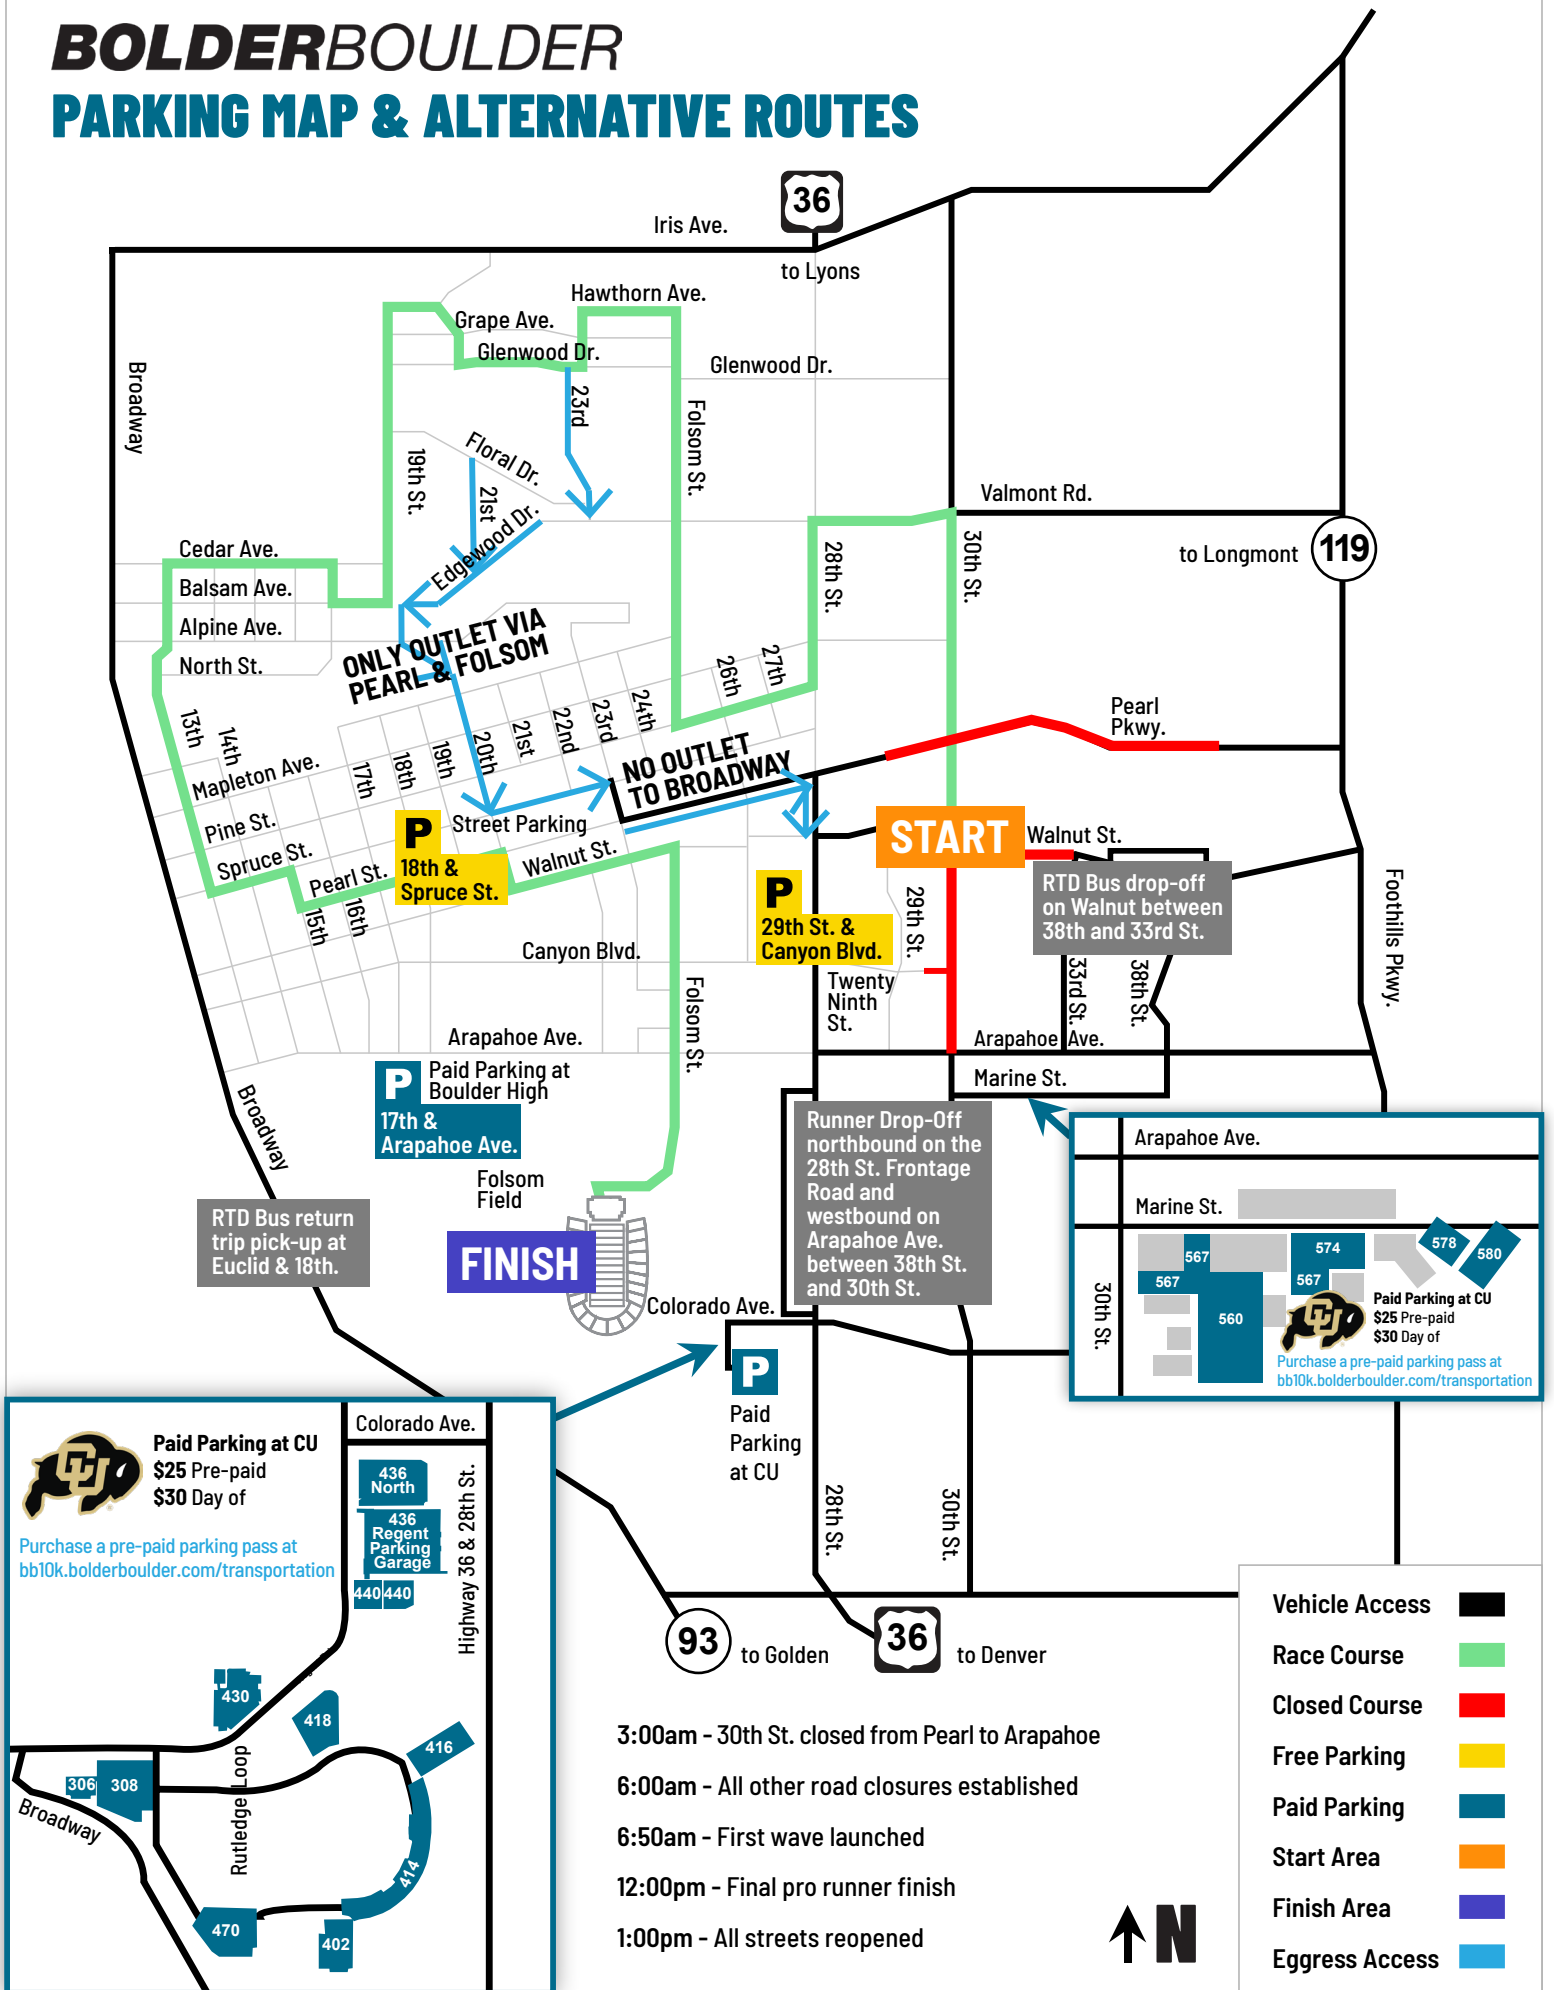 BOLDERBOULDER
PARKING MAP & ALTERNATIVE ROUTES
36
Iris Ave.
to Lyons
Hawthorn Ave.
Grape Ave.
Glenwood Dr.
Glenwood Dr.
Broadway
23rd
Folsom St.
Floral Dr.
19th St.
21st
Edgewood Dr.
Valmont Rd.
119
to Longmont
28th St.
30th St.
Cedar Ave.
Balsam Ave.
Alpine Ave.
North St.
ONLY OUTLET VIA
PEARL & FOLSOM
26th
27th
13th
14th
Mapleton Ave.
17th
18th
19th
20th
21st
22nd
23rd
24th
Pearl
Pkwy.
NO OUTLET
TO BROADWAY
Pine St.
Spruce St.
Pearl St.
15th
16th
P
18th &
Spruce St.
Street Parking
Walnut St.
START
Walnut St.
RTD Bus drop-off
on Walnut between
38th and 33rd St.
P
29th St. &
Canyon Blvd.
29th St.
Foothills Pkwy.
Canyon Blvd.
Twenty
Ninth
St.
33rd St.
38th St.
Folsom St.
Arapahoe Ave.
Arapahoe Ave.
Marine St.
P
Paid Parking at
Boulder High
17th &
Arapahoe Ave.
Broadway
Folsom
Field
Runner Drop-Off
northbound on the
28th St. Frontage
Road and
westbound on
Arapahoe Ave.
between 38th St.
and 30th St.
RTD Bus return
trip pick-up at
Euclid & 18th.
FINISH
Colorado Ave.
P
Paid
Parking
at CU
28th St.
30th St.
Arapahoe Ave.
Marine St.
30th St.
567
567
574
567
578
580
560
CU
Paid Parking at CU
$25 Pre-paid
$30 Day of
Purchase a pre-paid parking pass at
bb10k.bolderboulder.com/transportation
CU
Paid Parking at CU
$25 Pre-paid
$30 Day of
Purchase a pre-paid parking pass at
bb10k.bolderboulder.com/transportation
Colorado Ave.
436
North
436
Regent
Parking
Garage
440
440
Highway 36 & 28th St.
430
418
416
306
308
Broadway
Rutledge Loop
414
470
402
93
to Golden
36
to Denver
3:00am - 30th St. closed from Pearl to Arapahoe
6:00am - All other road closures established
6:50am - First wave launched
12:00pm - Final pro runner finish
1:00pm - All streets reopened
N
Vehicle Access
Race Course
Closed Course
Free Parking
Paid Parking
Start Area
Finish Area
Eggress Access